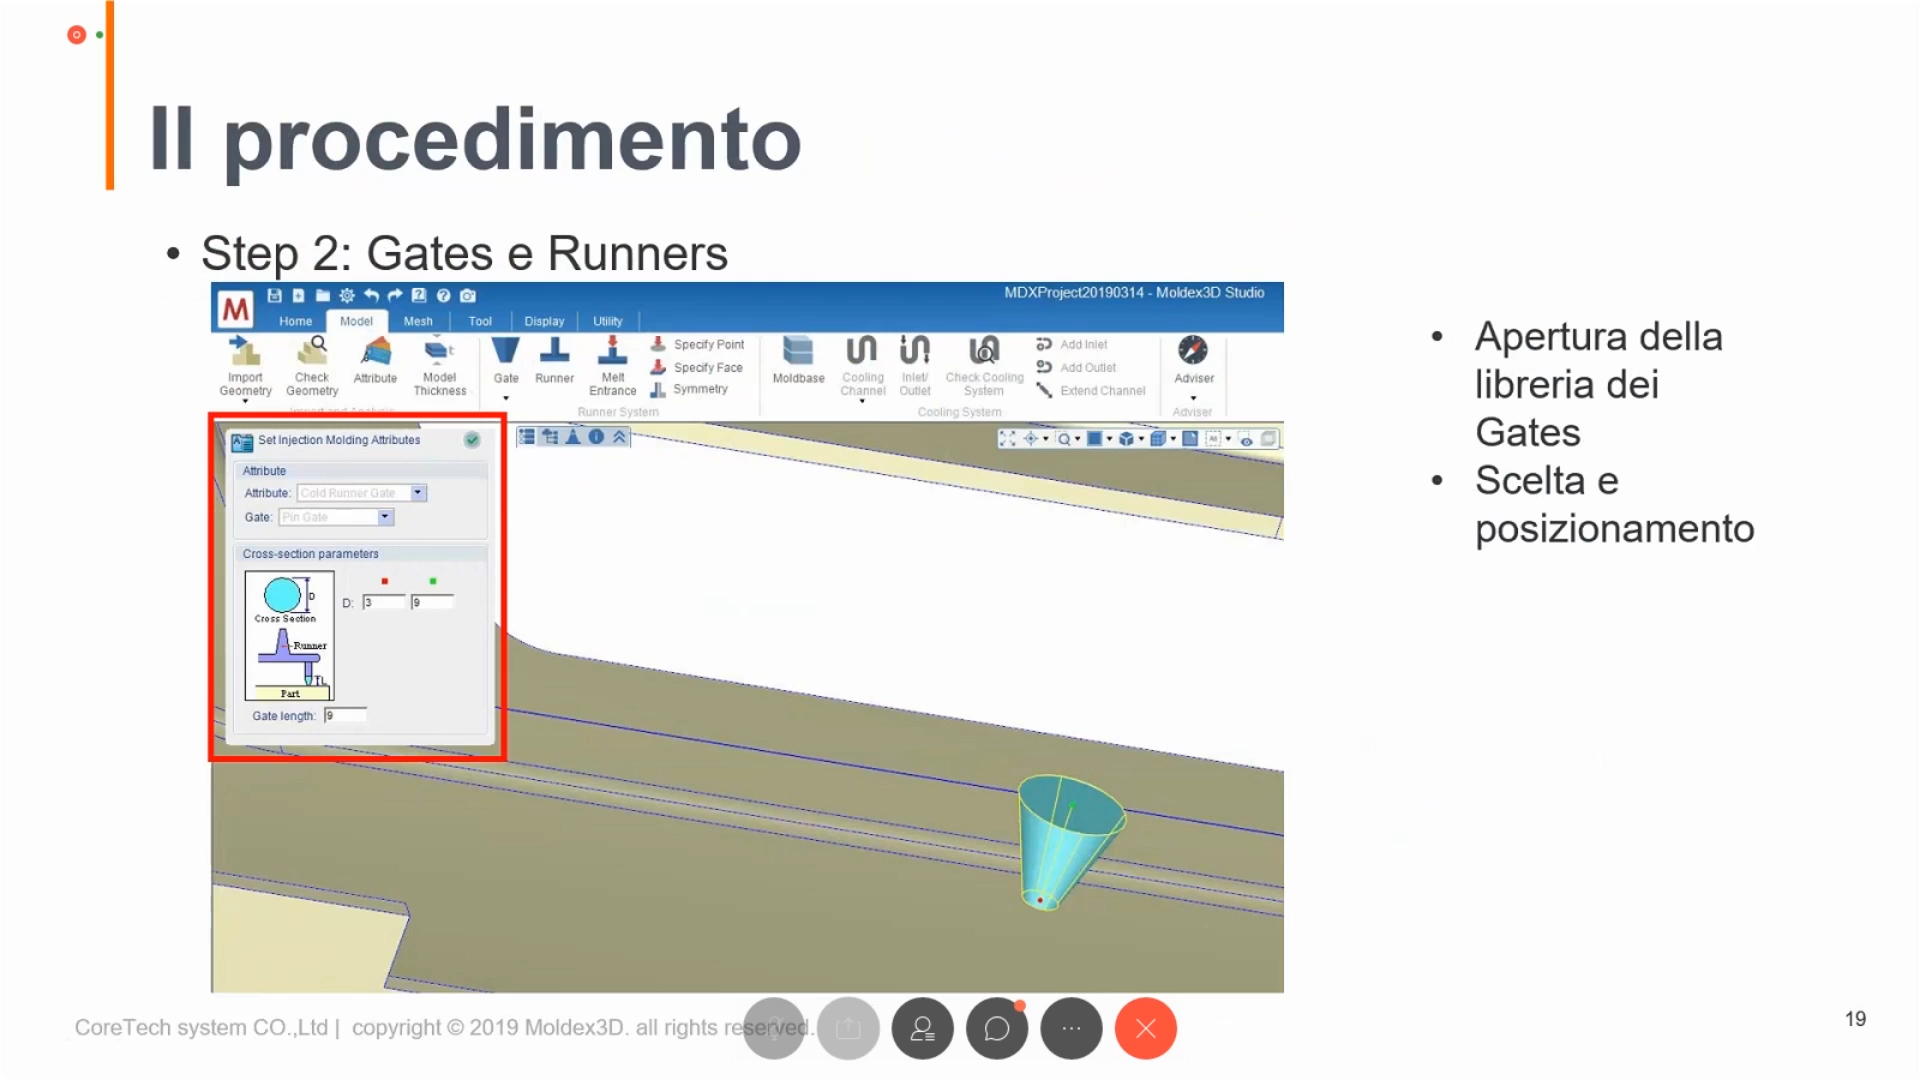 Il procedimento
• Step 2: Gates e Runners
MDXProject20190314 - Moldex3D Studio
M
Home Model Mesh Tool Display Utility
Import Geometry
Check Geometry
Attribute
Model Thickness
Import and Analysis
Gate
Runner
Melt Entrance
Specify Point
Specify Face
Symmetry
Runner System
Moldbase
Cooling Channel
Inlet/ Outlet
Check Cooling System
Add Inlet
Add Outlet
Extend Channel
Cooling System
Adviser
Adviser
Set Injection Molding Attributes
Attribute
Attribute: Cold Runner Gate
Gate: Pin Gate
Cross-section parameters
D
Cross Section
Runner
L
Part
D: 3 9
Gate length: 9
• Apertura della
libreria dei
Gates
• Scelta e
posizionamento
CoreTech system CO.,Ltd | copyright © 2019 Moldex3D. all rights reserved.
19